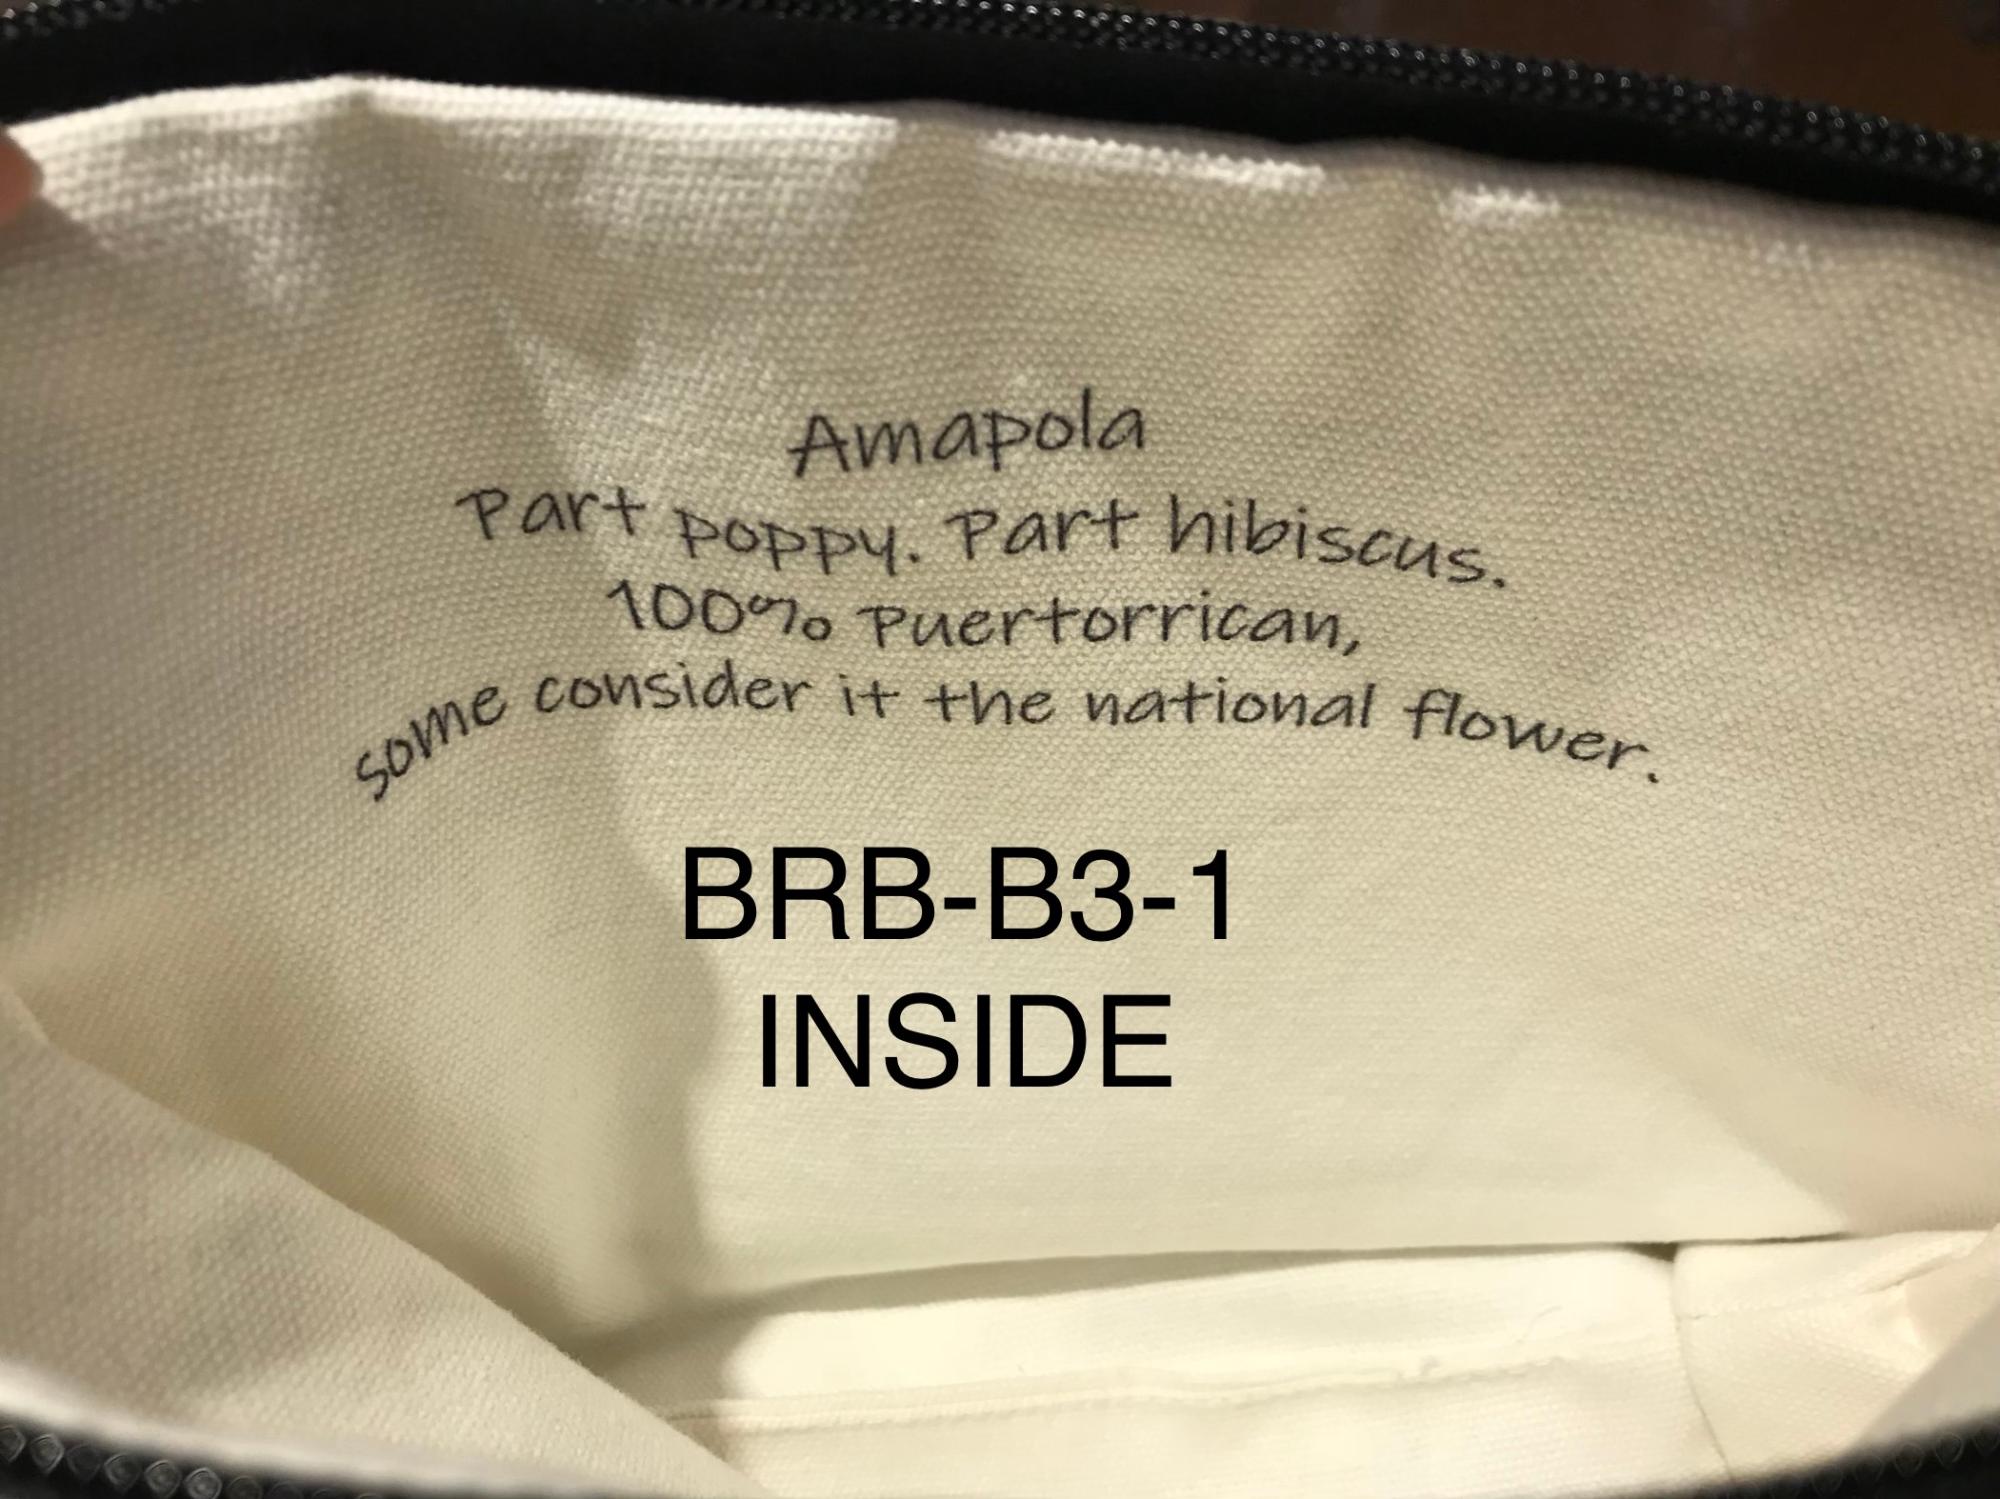 Amapola
Part poppy. Part hibiscus.
100% Puertorrican,
some consider it the national flower.
BRB-B3-1
INSIDE